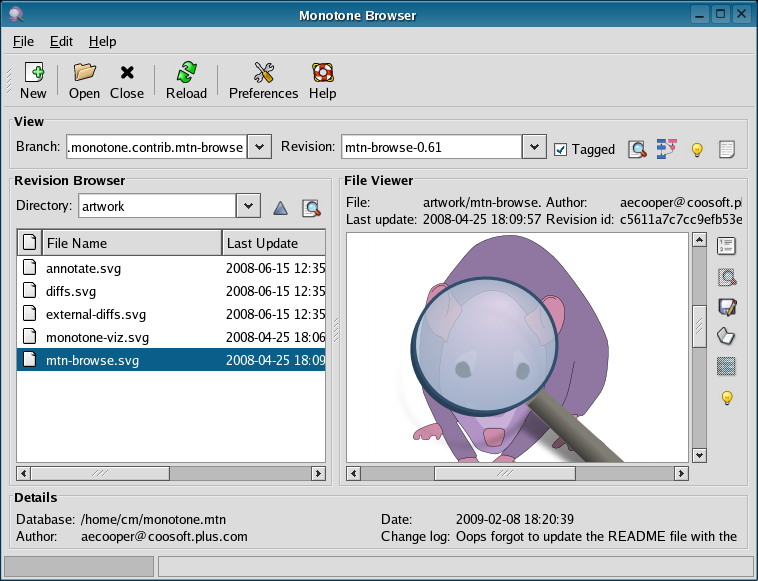 Monotone Browser
File Edit Help
New Open Close Reload Preferences Help
View
Branch: .monotone.contrib.mtn-browse Revision: mtn-browse-0.61 Tagged
Revision Browser
Directory: artwork
File Name Last Update
annotate.svg 2008-06-15 12:35
diffs.svg 2008-06-15 12:35
external-diffs.svg 2008-06-15 12:35
monotone-viz.svg 2008-04-25 18:06
mtn-browse.svg 2008-04-25 18:09
File Viewer
File: artwork/mtn-browse. Author: aecooper@coosoft.pl
Last update: 2008-04-25 18:09:57 Revision id: c5611a7c7cc9efb53e
Details
Database: /home/cm/monotone.mtn Date: 2009-02-08 18:20:39
Author: aecooper@coosoft.plus.com Change log: Oops forgot to update the README file with the